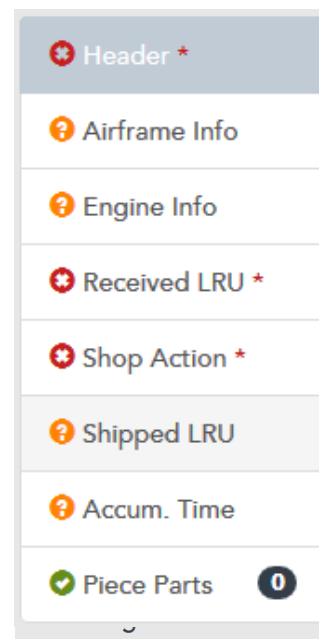 Header *
Airframe Info
Engine Info
Received LRU *
Shop Action *
Shipped LRU
Accum. Time
Piece Parts 0